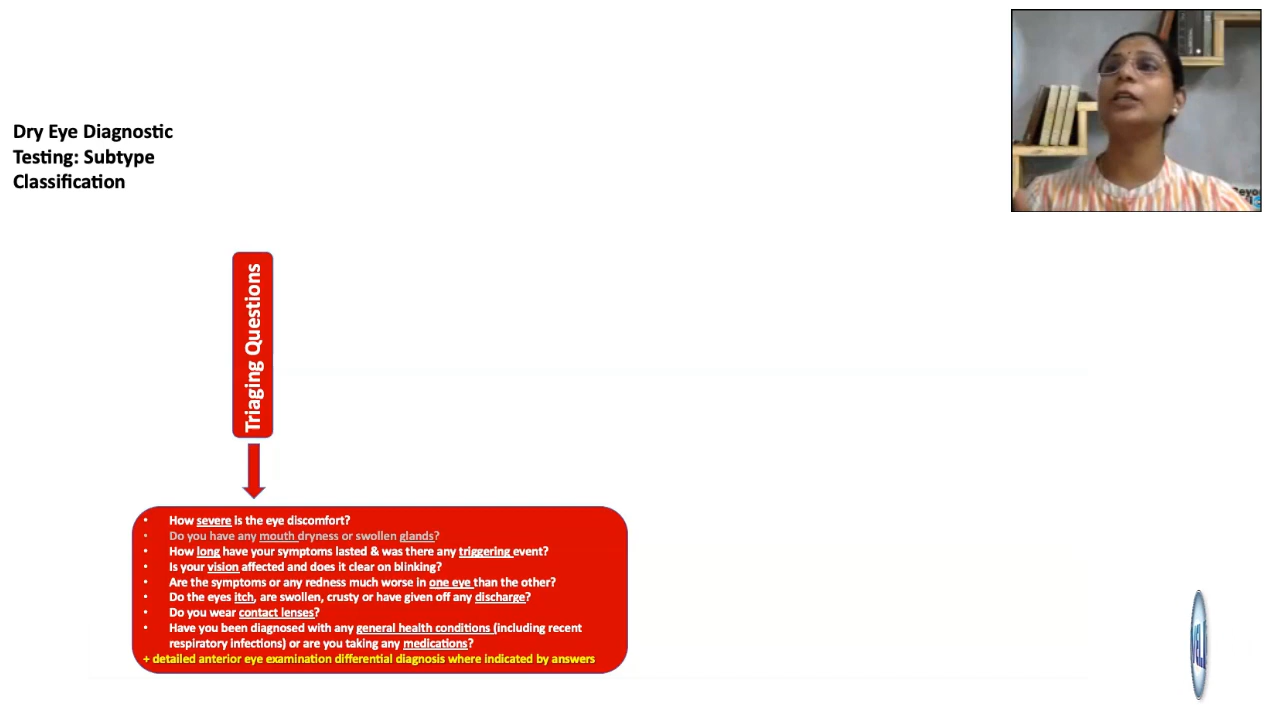 Dry Eye Diagnostic
Testing: Subtype
Classification
Triaging Questions
• How severe is the eye discomfort?
• Do you have any mouth dryness or swollen glands?
• How long have your symptoms lasted & was there any triggering event?
• Is your vision affected and does it clear on blinking?
• Are the symptoms or any redness much worse in one eye than the other?
• Do the eyes itch, are swollen, crusty or have given off any discharge?
• Do you wear contact lenses?
• Have you been diagnosed with any general health conditions (including recent
respiratory infections) or are you taking any medications?
+ detailed anterior eye examination differential diagnosis where indicated by answers